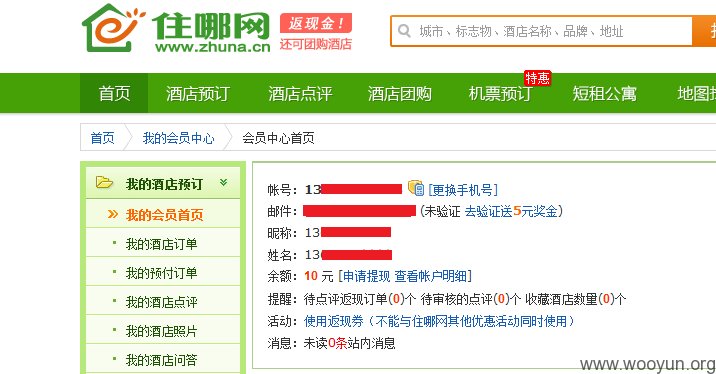 住哪网 返现金！ 城市、标志物、酒店名称、品牌、地址
www.zhuna.cn 还可团购酒店
特惠
首页 酒店预订 酒店点评 酒店团购 机票预订 短租公寓 地图
首页 我的会员中心 会员中心首页
我的酒店预订
我的会员首页
我的酒店订单
我的预付订单
我的酒店点评
我的酒店照片
我的酒店问答
帐号：13 [更换手机号]
邮件： (未验证 去验证送5元奖金)
昵称：13
姓名：13
余额：10 元 [申请提现 查看帐户明细]
提醒：待点评返现订单(0)个 待审核的点评(0)个 收藏酒店数量(0)个
活动：使用返现券（不能与住哪网其他优惠活动同时使用）
消息：未读0条站内消息
www.wooyun.org